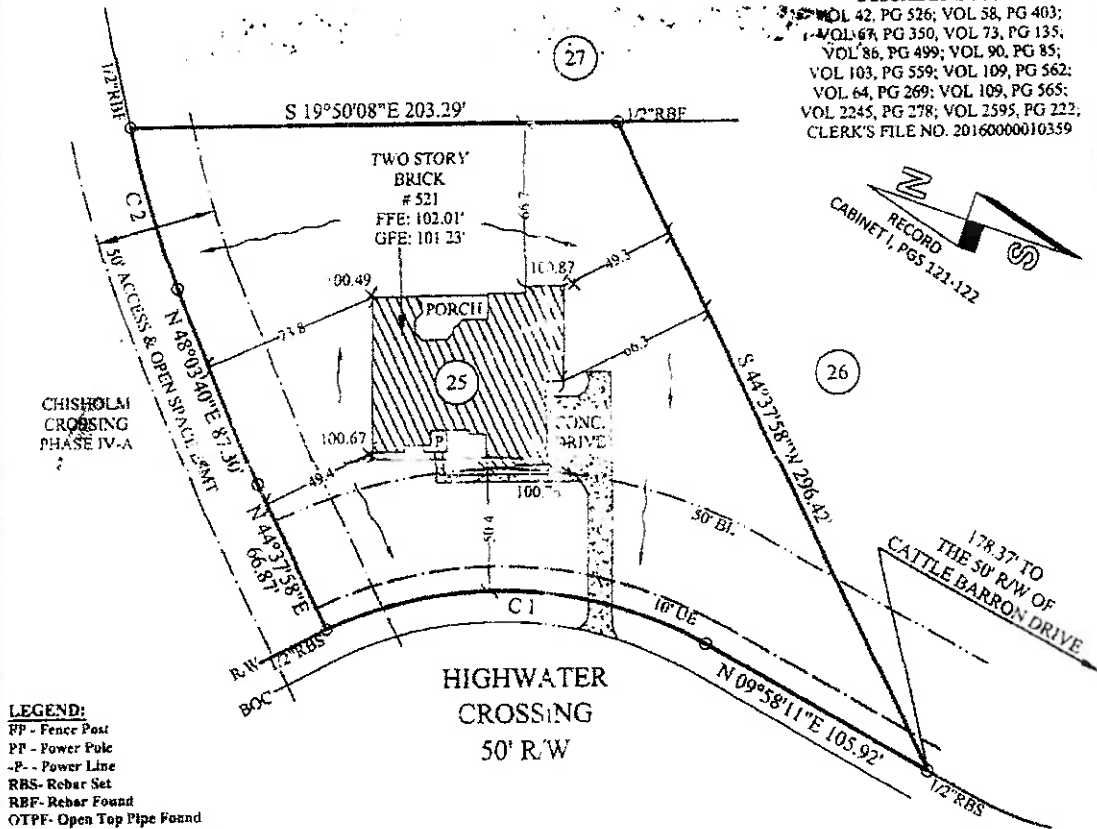 VOL 42, PG 526; VOL 58, PG 403;
VOL 67, PG 350, VOL 73, PG 135,
VOL 86, PG 499; VOL 90, PG 85;
VOL 103, PG 559; VOL 109, PG 562;
VOL 64, PG 269; VOL 109, PG 565;
VOL 2245, PG 278; VOL 2595, PG 222;
CLERK'S FILE NO. 20160000010359
27
1/2"RBF
S 19°50'08"E 203.29'
1/2"RBF
TWO STORY
BRICK
# 521
FFE: 102.01'
GFE: 101.23'
66.7
N
S
RECORD
CABINET I, PGS 121-122
C 2
50' ACCESS & OPEN SPACE ESMT
100.49
100.87
49.3
PORCH
73.8
66.3
25
26
N 48°03'40"E 87.30'
S 44°37'58"W 296.42'
CHISHOLM
CROSSING
PHASE IV-A
CONC.
DRIVE
P
100.67
49.4
100.75
50.4
50' BL
N 44°37'58"E
66.87'
178.37' TO
THE 50' R/W OF
CATTLE BARRON DRIVE
C 1
10' UE
R/W
1/2"RBS
BOC
HIGHWATER
CROSSING
50' R/W
N 09°58'11"E 105.92'
1/2"RBS
LEGEND:
FP - Fence Post
PP - Power Pole
-P- - Power Line
RBS- Rebar Set
RBF- Rebar Found
OTPF- Open Top Pipe Found